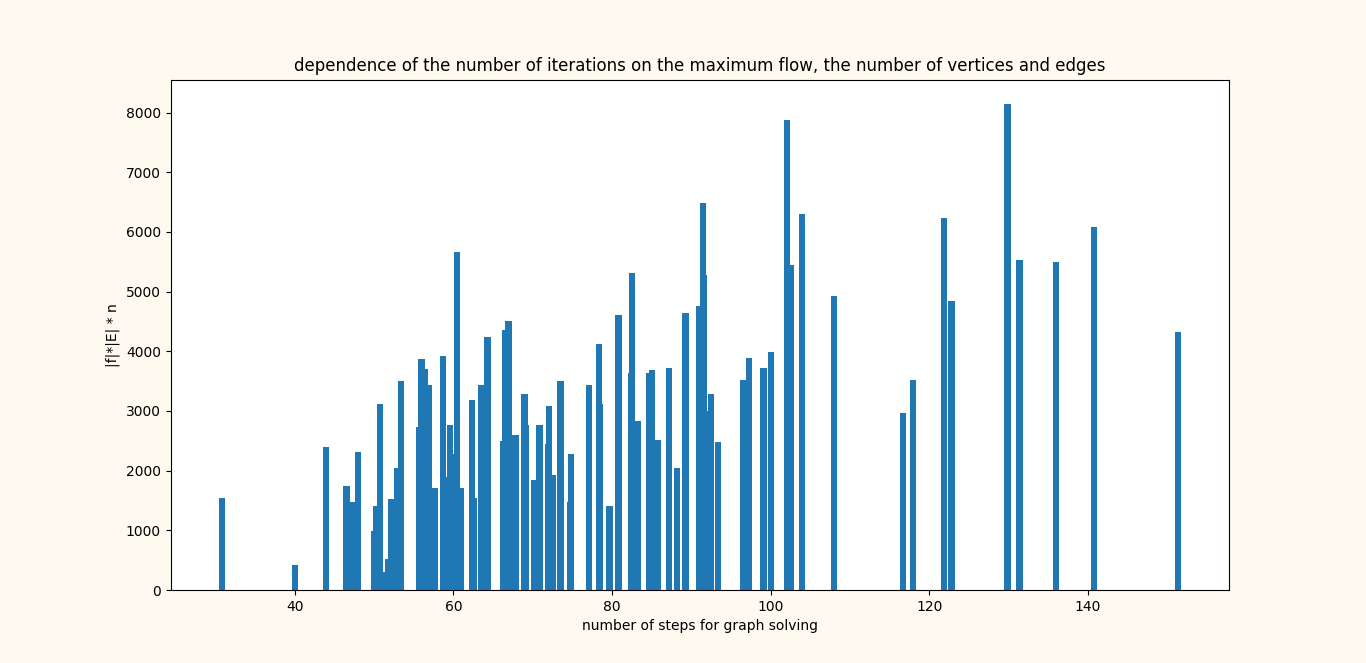 dependence of the number of iterations on the maximum flow, the number of vertices and edges
8000
7000
6000
5000
4000
3000
2000
1000
0
|f|*|E| * n
40 60 80 100 120 140
number of steps for graph solving